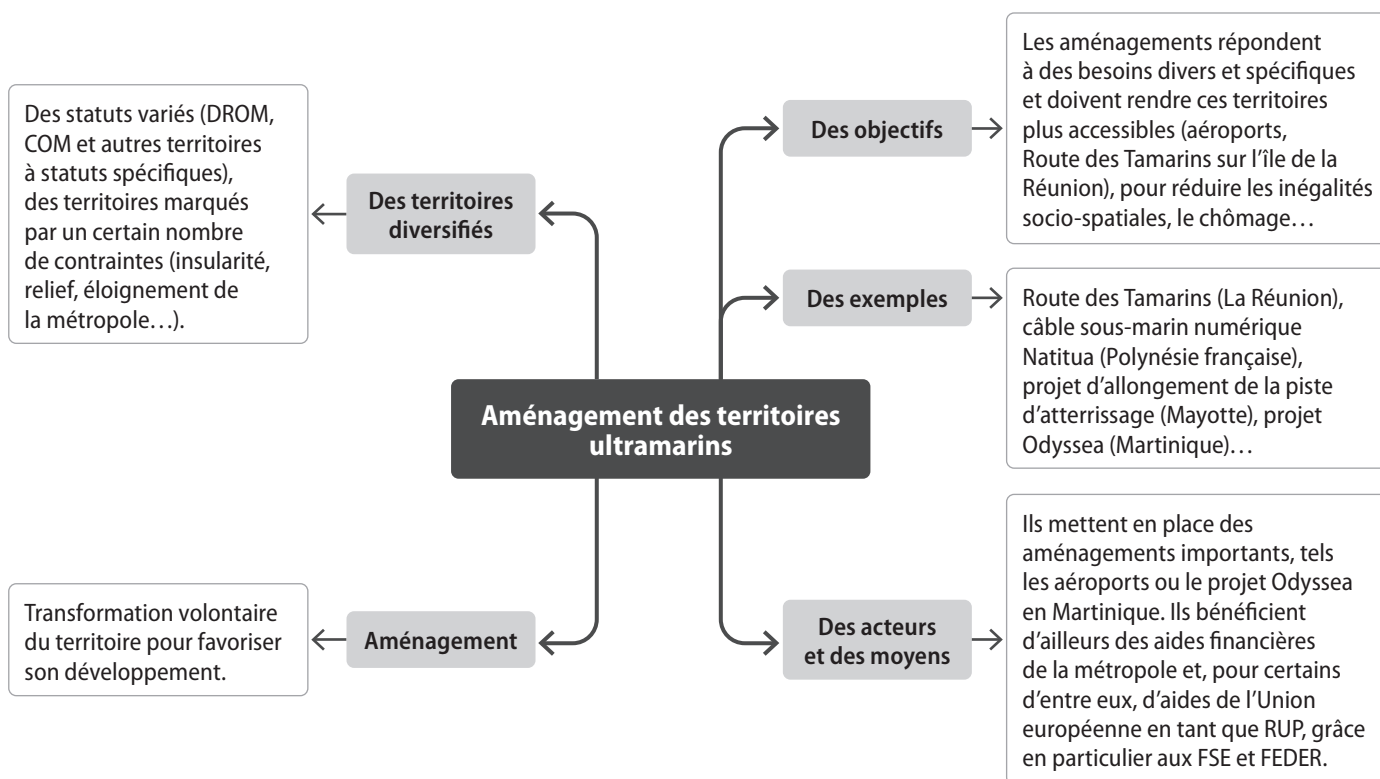 Des statuts variés (DROM,
COM et autres territoires
à statuts spécifiques),
des territoires marqués
par un certain nombre
de contraintes (insularité,
relief, éloignement de
la métropole…).
Des territoires
diversifiés
Transformation volontaire
du territoire pour favoriser
son développement.
Aménagement
Aménagement des territoires
ultramarins
Des objectifs
Les aménagements répondent
à des besoins divers et spécifiques
et doivent rendre ces territoires
plus accessibles (aéroports,
Route des Tamarins sur l’île de la
Réunion), pour réduire les inégalités
socio-spatiales, le chômage…
Des exemples
Route des Tamarins (La Réunion),
câble sous-marin numérique
Natitua (Polynésie française),
projet d’allongement de la piste
d’atterrissage (Mayotte), projet
Odyssea (Martinique)…
Des acteurs
et des moyens
Ils mettent en place des
aménagements importants, tels
les aéroports ou le projet Odyssea
en Martinique. Ils bénéficient
d’ailleurs des aides financières
de la métropole et, pour certains
d’entre eux, d’aides de l’Union
européenne en tant que RUP, grâce
en particulier aux FSE et FEDER.